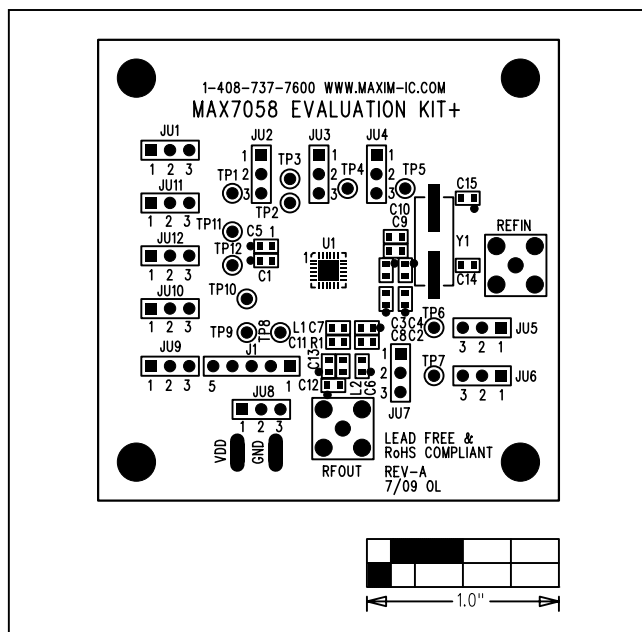 1-408-737-7600 WWW.MAXIM-IC.COM
MAX7058 EVALUATION KIT+
JU1
1 2 3
JU2
1
2
3
TP3
JU3
1
2
3
TP4
JU4
1
2
3
TP5
TP1
TP2
JU11
1 2 3
TP11
C5 1
C10
C9
C15
Y1
REFIN
JU12
1 2 3
TP12
C1
U1
1
C14
TP10
JU10
1 2 3
TP9
TP8
L1 C7
C11 R1
C3 C4
C8 C2
TP6
3 2 1
JU5
JU9
1 2 3
J1
5 1
C13
C12
L2
C6
1
2
3
JU7
TP7
3 2 1
JU6
JU8
1 2 3
VDD
GND
RFOUT
LEAD FREE &
RoHS COMPLIANT
REV-A
7/09 OL
1.0"